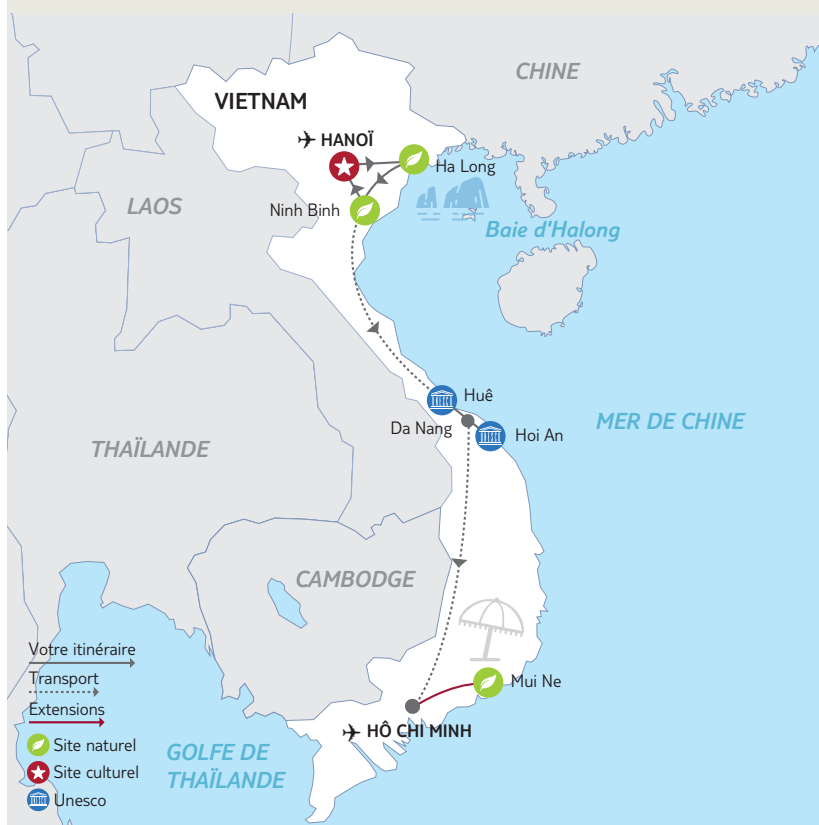 CHINE
VIETNAM
HANOÏ
Ha Long
LAOS
Ninh Binh
Baie d'Halong
Huê
Da Nang
Hoi An
MER DE CHINE
THAÏLANDE
CAMBODGE
Votre itinéraire
Transport
Mui Ne
Extensions
HÔ CHI MINH
Site naturel
GOLFE DE
THAÏLANDE
Site culturel
Unesco